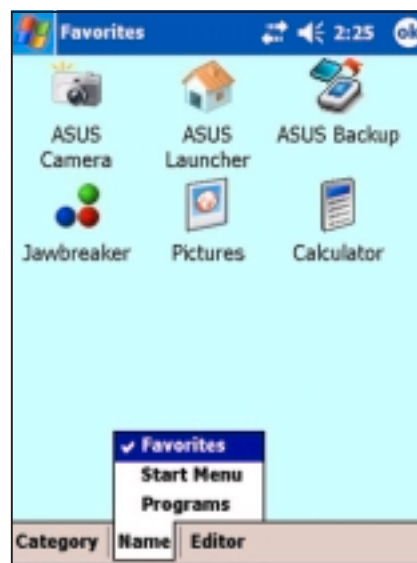 Favorites 2:25 ok
ASUS Camera
ASUS Launcher
ASUS Backup
Jawbreaker
Pictures
Calculator
Favorites
Start Menu
Programs
Category Name Editor